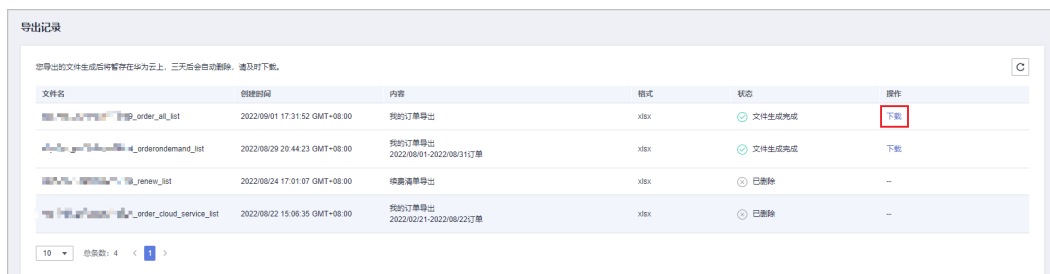 导出记录
您导出的文件生成后将暂存在华为云上，三天后会自动删除，请及时下载。
文件名 创建时间 内容 格式 状态 操作
9_order_all_list 2022/09/01 17:31:52 GMT+08:00 我的订单导出 xlsx 文件生成完成 下载
_orderondemand_list 2022/08/29 20:44:23 GMT+08:00 我的订单导出 xlsx 文件生成完成 下载
2022/08/01-2022/08/31订单
_renew_list 2022/08/24 17:01:07 GMT+08:00 续费清单导出 xlsx 已删除 --
_order_cloud_service_list 2022/08/22 15:06:35 GMT+08:00 我的订单导出 xlsx 已删除 --
2022/02/21-2022/08/22订单
10 总条数：4 < 1 >